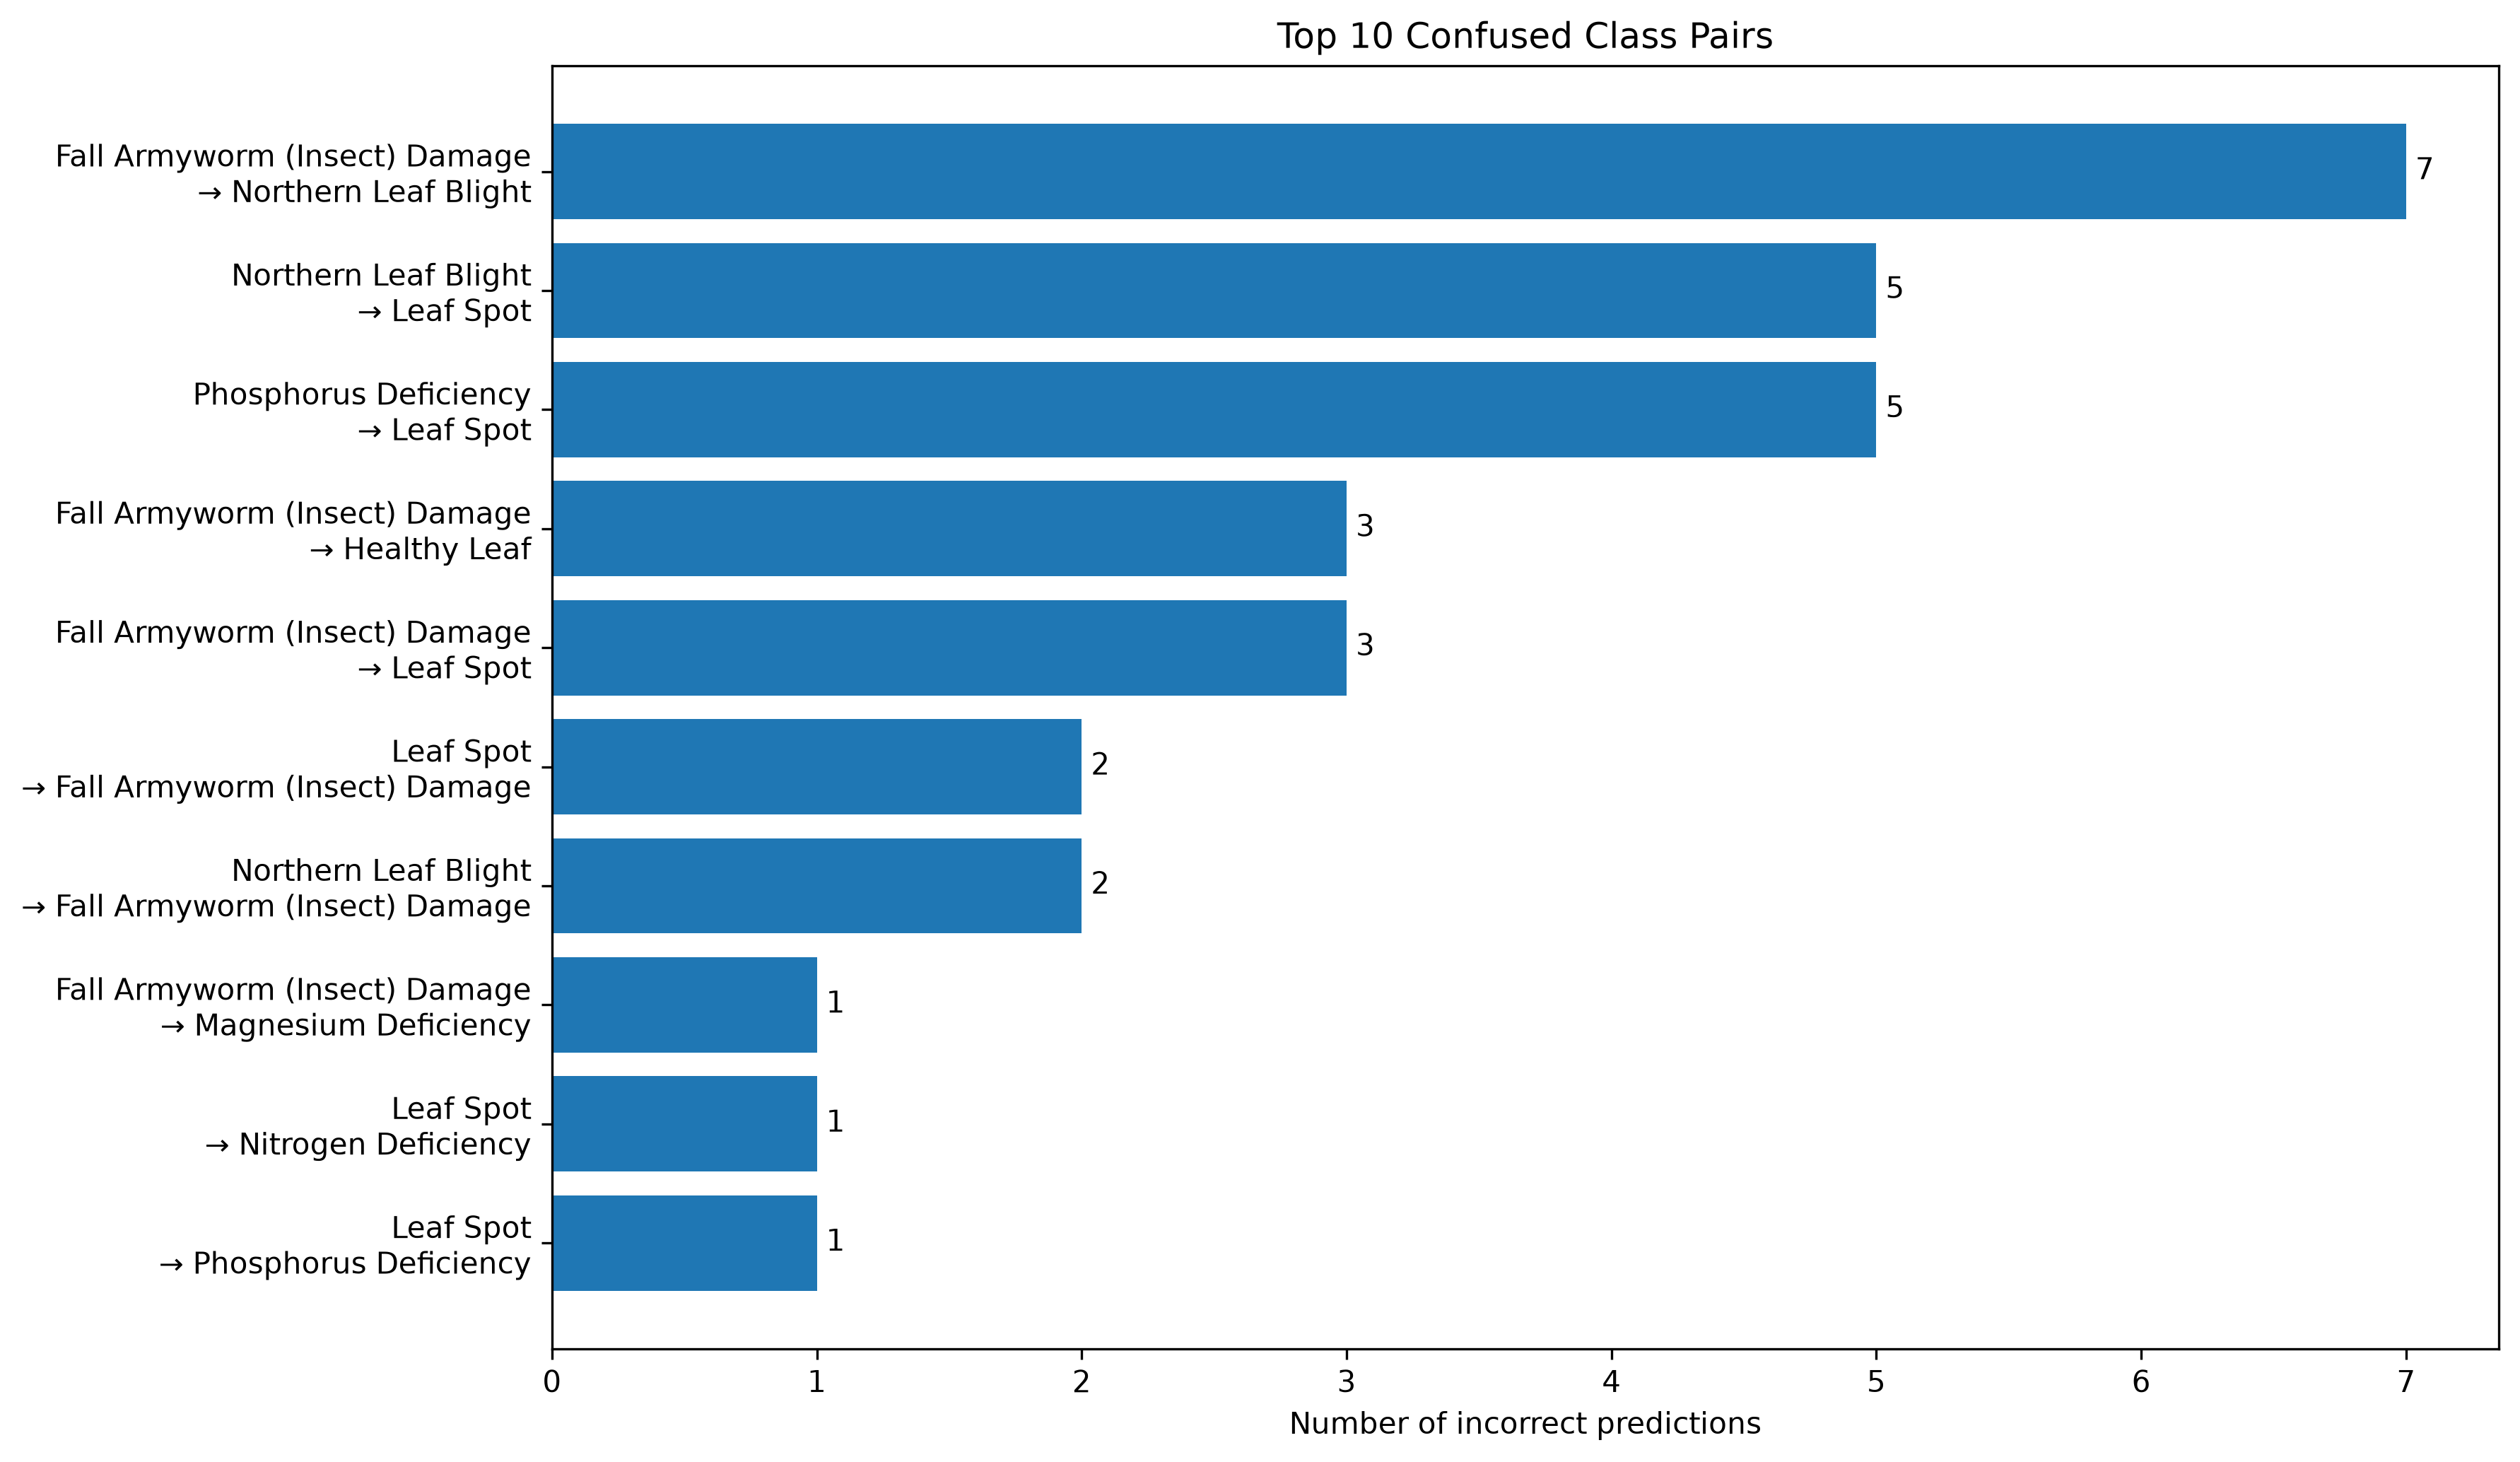 Top 10 Confused Class Pairs
Fall Armyworm (Insect) Damage
→ Northern Leaf Blight
7
Northern Leaf Blight
→ Leaf Spot
5
Phosphorus Deficiency
→ Leaf Spot
5
Fall Armyworm (Insect) Damage
→ Healthy Leaf
3
Fall Armyworm (Insect) Damage
→ Leaf Spot
3
Leaf Spot
→ Fall Armyworm (Insect) Damage
2
Northern Leaf Blight
→ Fall Armyworm (Insect) Damage
2
Fall Armyworm (Insect) Damage
→ Magnesium Deficiency
1
Leaf Spot
→ Nitrogen Deficiency
1
Leaf Spot
→ Phosphorus Deficiency
1
0 1 2 3 4 5 6 7
Number of incorrect predictions